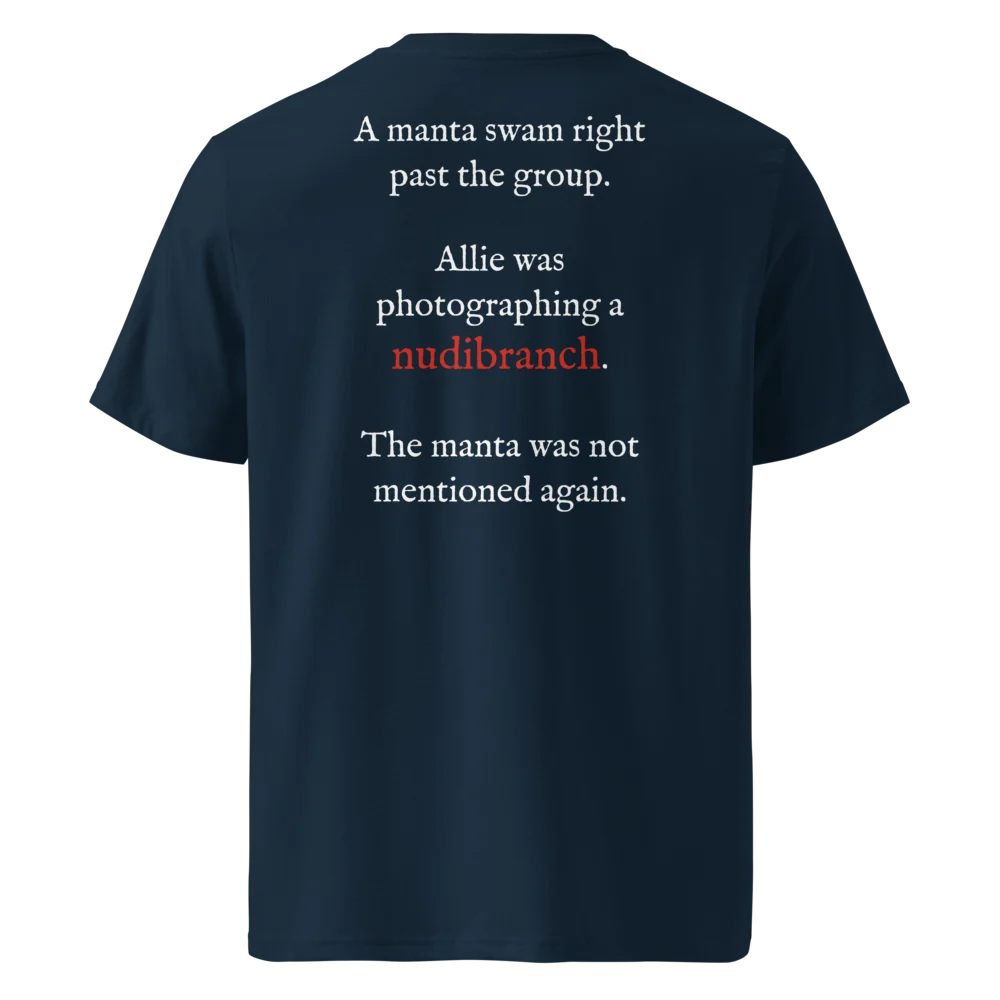 A manta swam right
past the group.
Allie was
photographing a
nudibranch.
The manta was not
mentioned again.